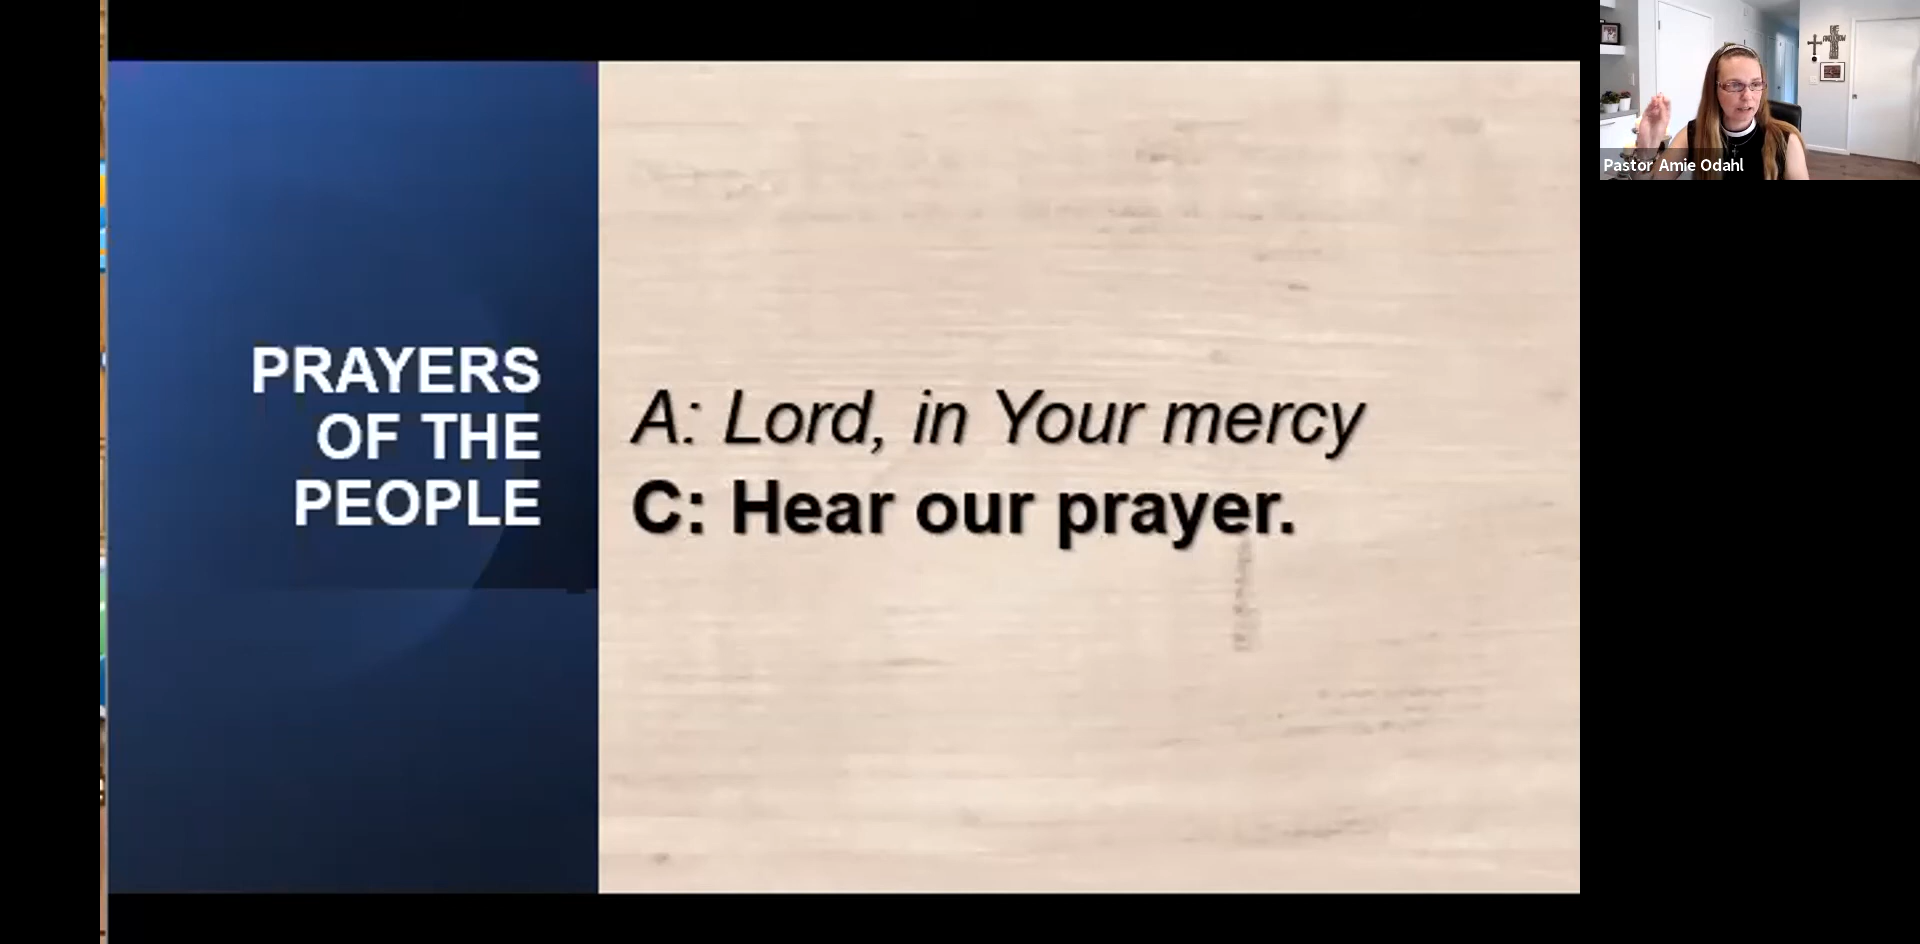 PRAYERS
OF THE
PEOPLE
A: Lord, in Your mercy
C: Hear our prayer.
Pastor Amie Odahl